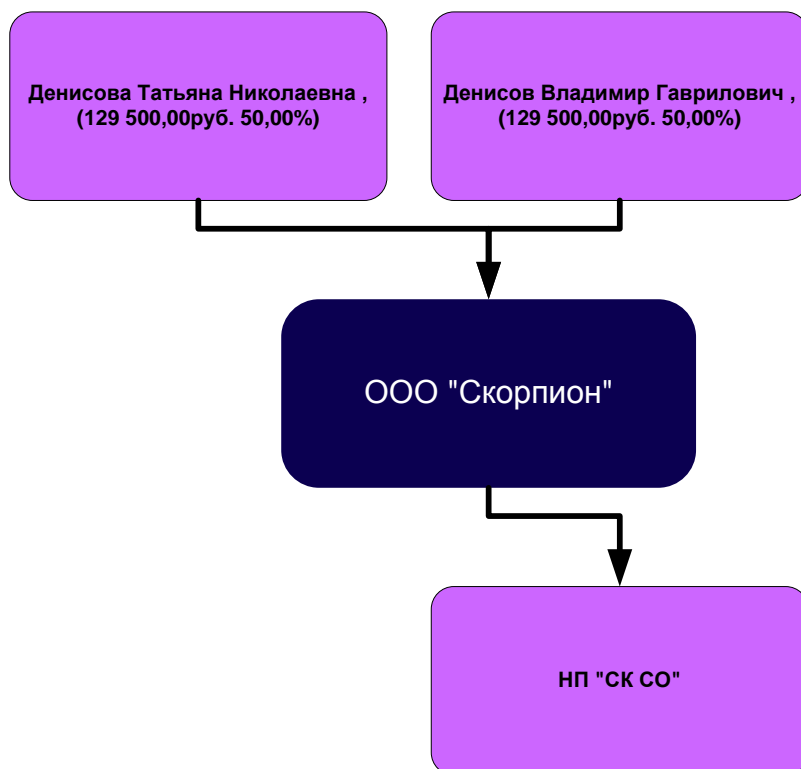 Денисова Татьяна Николаевна ,
(129 500,00руб. 50,00%)
Денисов Владимир Гаврилович ,
(129 500,00руб. 50,00%)
ООО "Скорпион"
НП "СК СО"